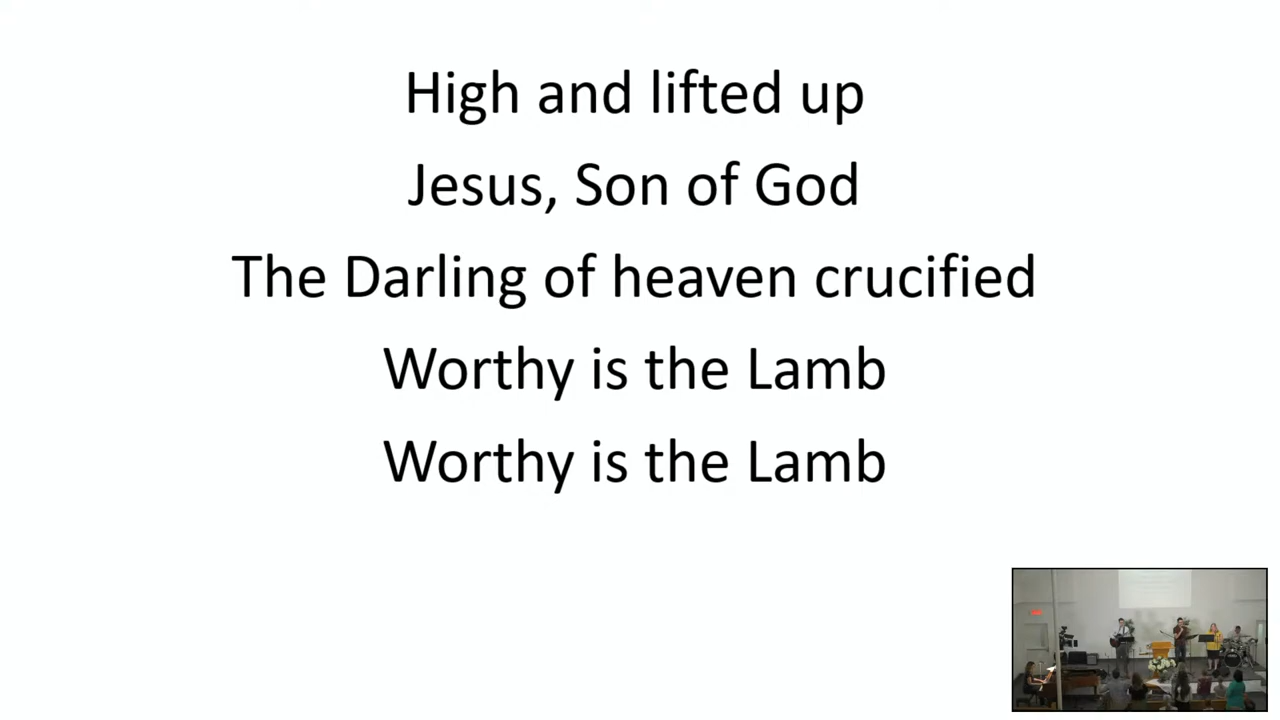 High and lifted up
Jesus, Son of God
The Darling of heaven crucified
Worthy is the Lamb
Worthy is the Lamb